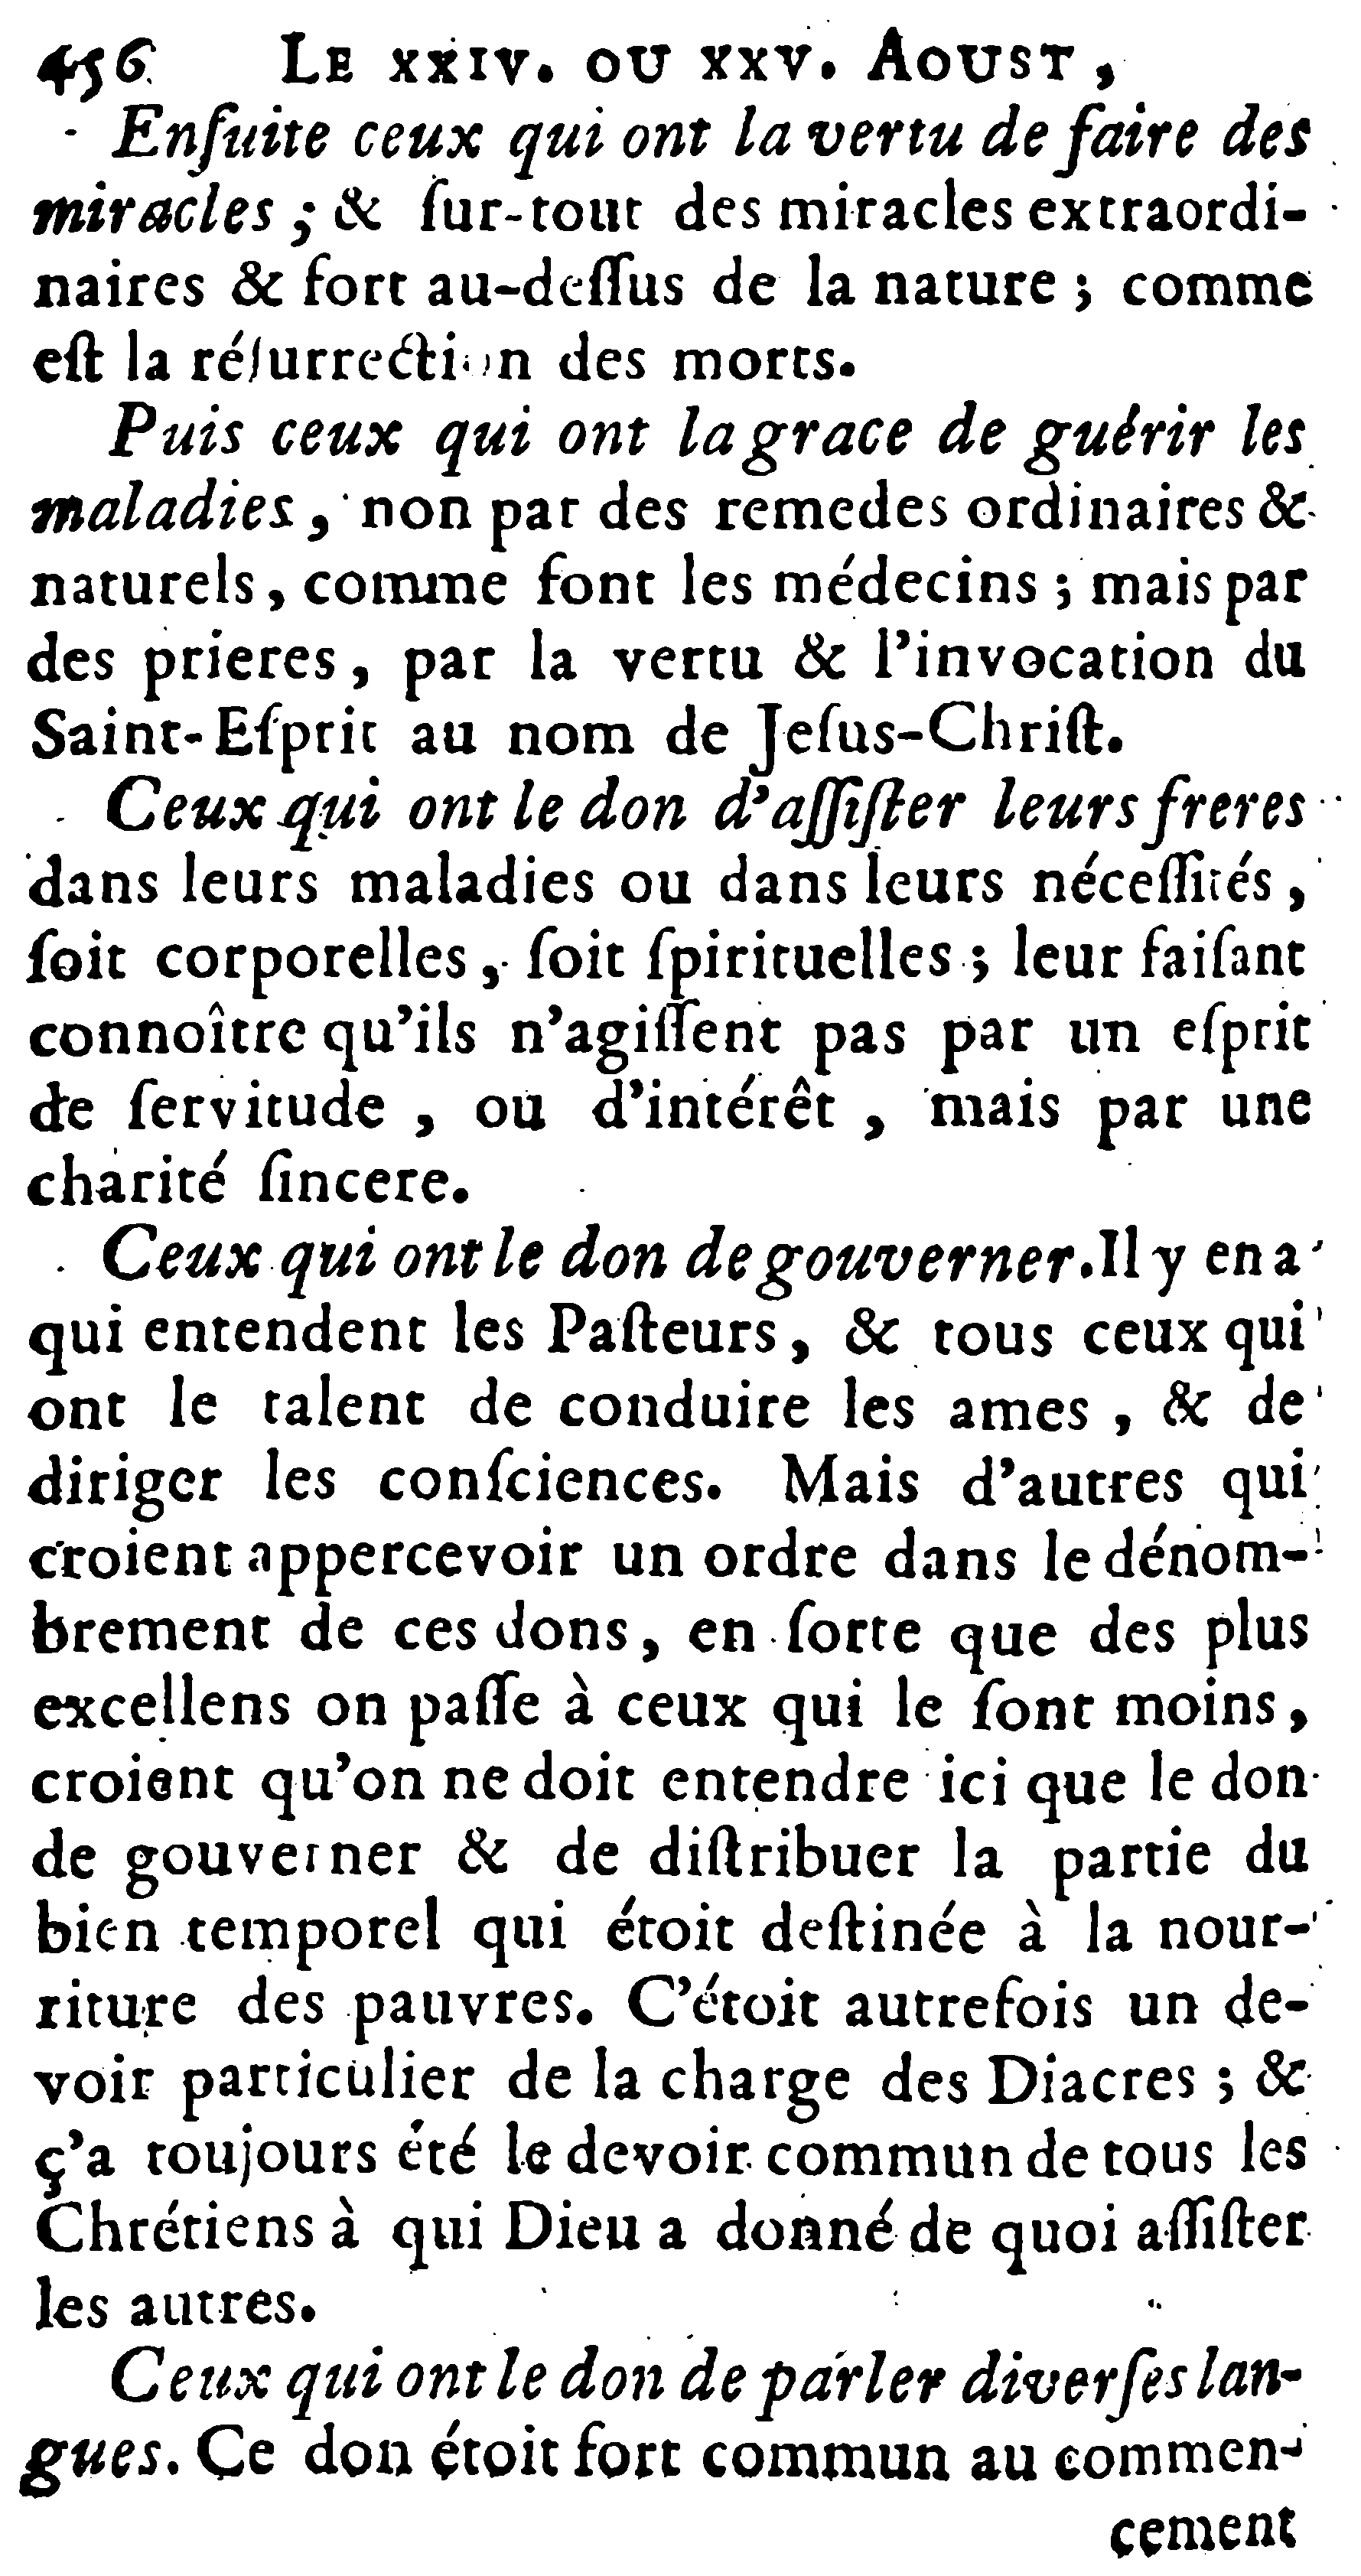 456 LE XXIV. OU XXV. AOUST,
Enſuite ceux qui ont la vertu de faire des
miracles ; & ſur-tout des miracles extraordi-
naires & fort au-deſſus de la nature ; comme
eſt la réſurrection des morts.
Puis ceux qui ont la grace de guérir les
maladies, non par des remedes ordinaires &
naturels, comme font les médecins ; mais par
des prieres, par la vertu & l'invocation du
Saint-Eſprit au nom de Jeſus-Chriſt.
Ceux qui ont le don d'aſſiſter leurs freres
dans leurs maladies ou dans leurs néceſſités,
ſoit corporelles, ſoit ſpirituelles ; leur faiſant
connoître qu'ils n'agiſſent pas par un eſprit
de ſervitude , ou d'intérêt , mais par une
charité ſincere.
Ceux qui ont le don de gouverner. Il y en a
qui entendent les Paſteurs, & tous ceux qui
ont le talent de conduire les ames , & de
diriger les conſciences. Mais d'autres qui
croient appercevoir un ordre dans le dénom-
brement de ces dons, en ſorte que des plus
excellens on paſſe à ceux qui le ſont moins,
croient qu'on ne doit entendre ici que le don
de gouverner & de diſtribuer la partie du
bien temporel qui étoit deſtinée à la nour-
riture des pauvres. C'étoit autrefois un de-
voir particulier de la charge des Diacres ; &
ç'a toujours été le devoir commun de tous les
Chrétiens à qui Dieu a donné de quoi aſſiſter
les autres.
Ceux qui ont le don de parler diverſes lan-
gues. Ce don étoit fort commun au commen-
cement